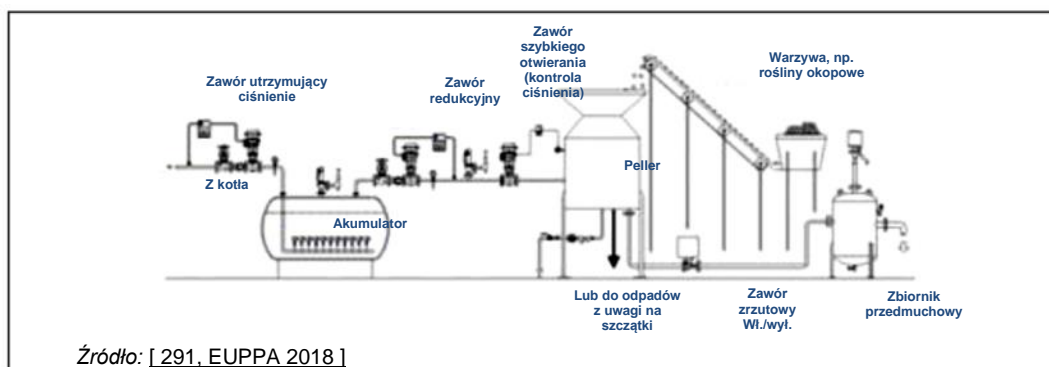 Zawór utrzymujący
ciśnienie
Zawór
redukcyjny
Zawór
szybkiego
otwierania
(kontrola
ciśnienia)
Warzywa, np.
rośliny okopowe
Z kotła
Akumulator
Peller
Lub do odpadów
z uwagi na
szczątki
Zawór
zrzutowy
Wł./wył.
Zbiornik
przedmuchowy
Źródło: [ 291, EUPPA 2018 ]